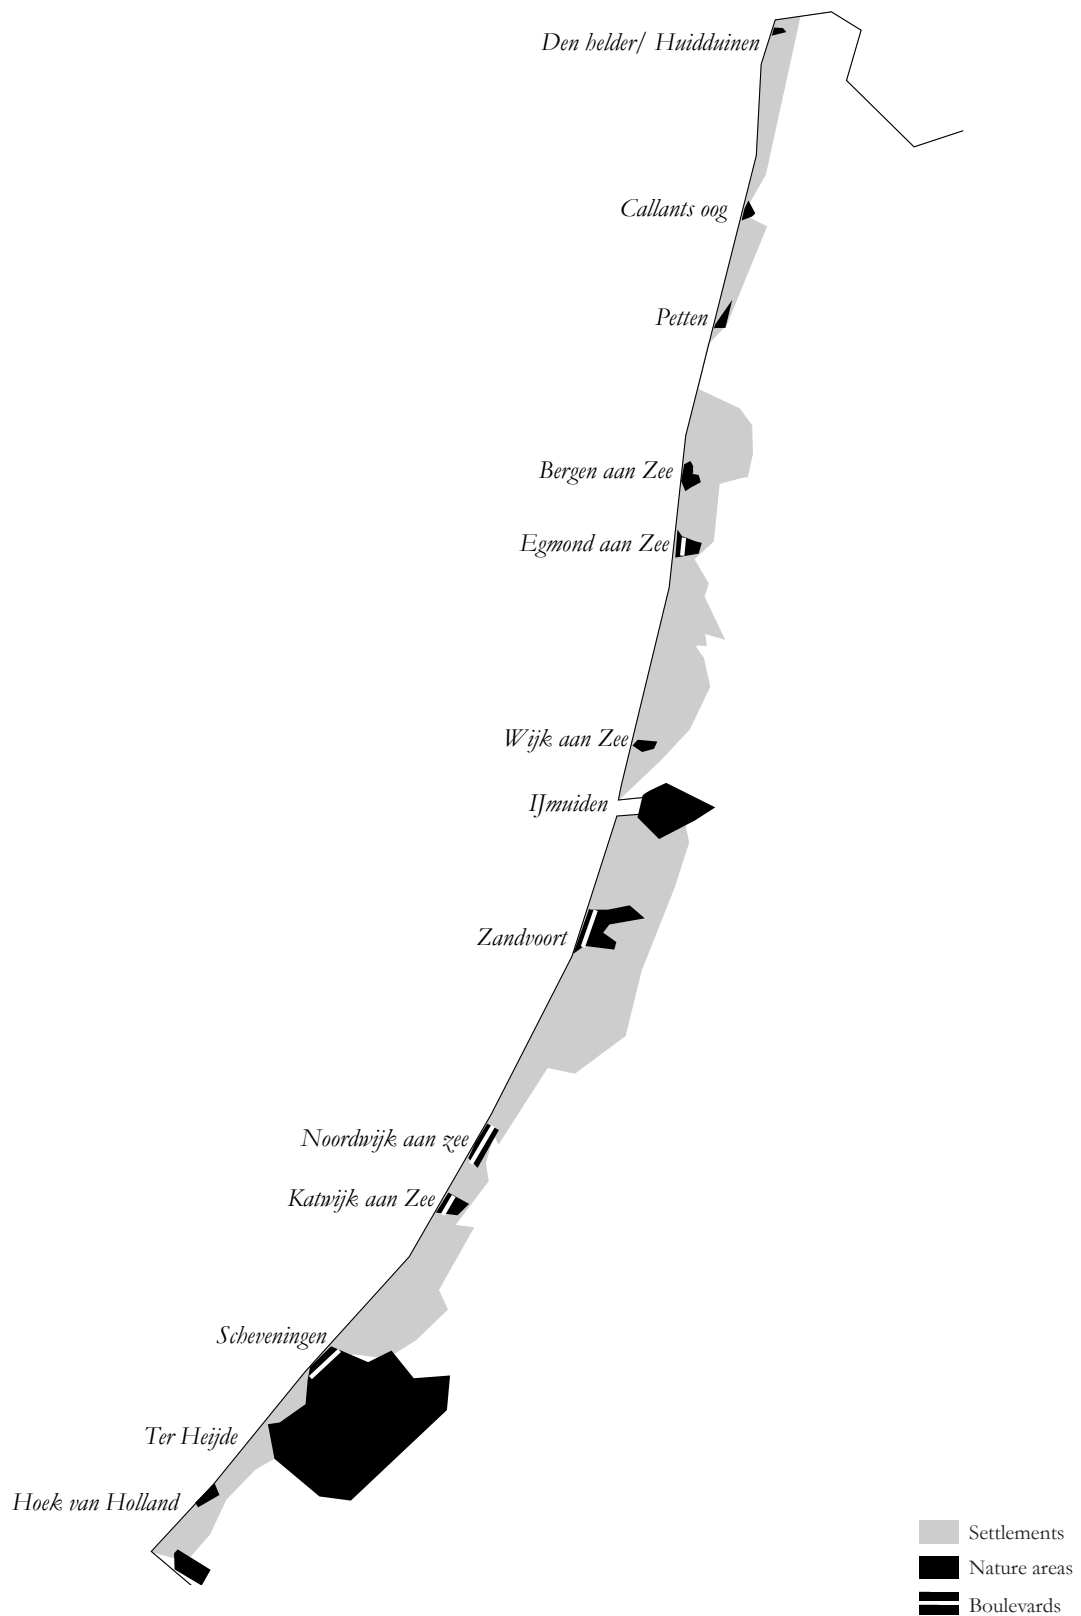 Den helder/ Huidduinen
Callants oog
Petten
Bergen aan Zee
Egmond aan Zee
Wijk aan Zee
IJmuiden
Zandvoort
Noordwijk aan zee
Katwijk aan Zee
Scheveningen
Ter Heijde
Hoek van Holland
Settlements
Nature areas
Boulevards